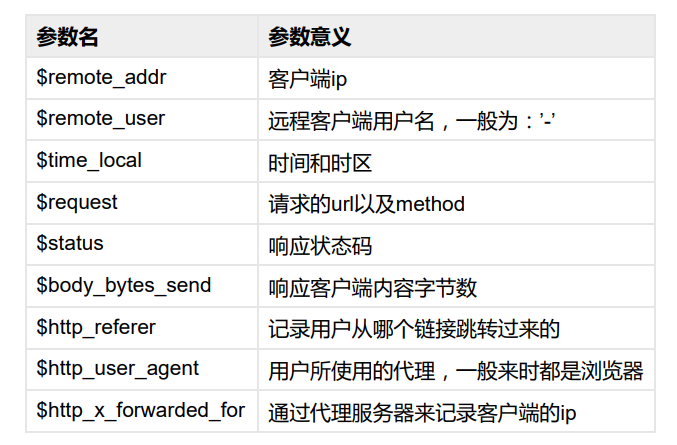 参数名 参数意义
$remote_addr 客户端ip
$remote_user 远程客户端用户名，一般为：’-’
$time_local 时间和时区
$request 请求的url以及method
$status 响应状态码
$body_bytes_send 响应客户端内容字节数
$http_referer 记录用户从哪个链接跳转过来的
$http_user_agent 用户所使用的代理，一般来时都是浏览器
$http_x_forwarded_for 通过代理服务器来记录客户端的ip